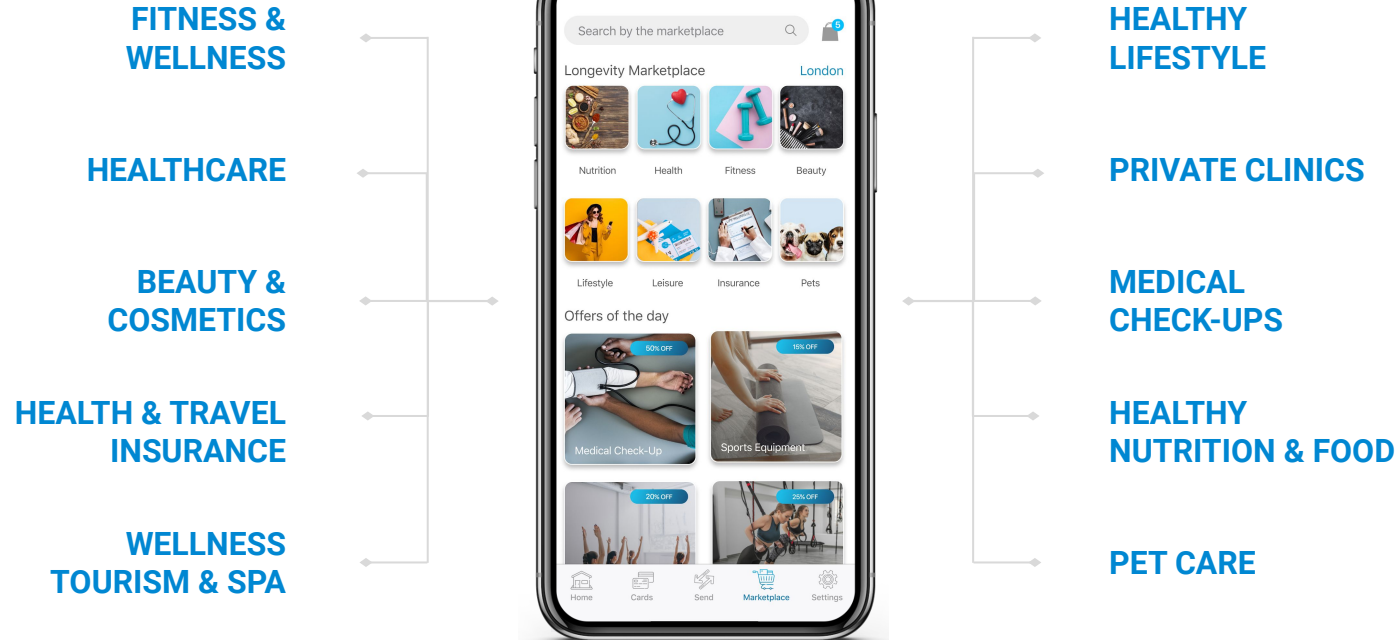 FITNESS &
WELLNESS
HEALTHCARE
BEAUTY &
COSMETICS
HEALTH & TRAVEL
INSURANCE
WELLNESS
TOURISM & SPA
Search by the marketplace
5
Longevity Marketplace
London
Nutrition
Health
Fitness
Beauty
Lifestyle
Leisure
Insurance
Pets
Offers of the day
50% OFF
Medical Check-Up
15% OFF
Sports Equipment
20% OFF
25% OFF
Home
Cards
Send
Marketplace
Settings
HEALTHY
LIFESTYLE
PRIVATE CLINICS
MEDICAL
CHECK-UPS
HEALTHY
NUTRITION & FOOD
PET CARE